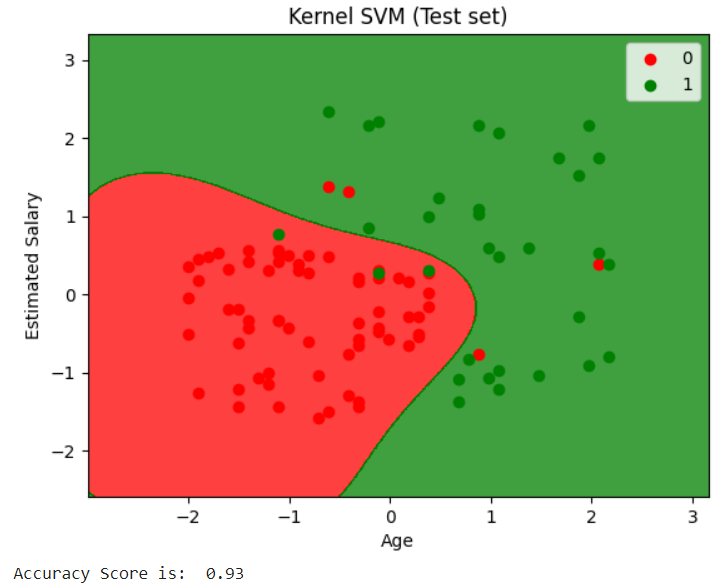 Kernel SVM (Test set)
0
1
3
2
1
0
−1
−2
Estimated Salary
−2 −1 0 1 2 3
Age
Accuracy Score is:  0.93